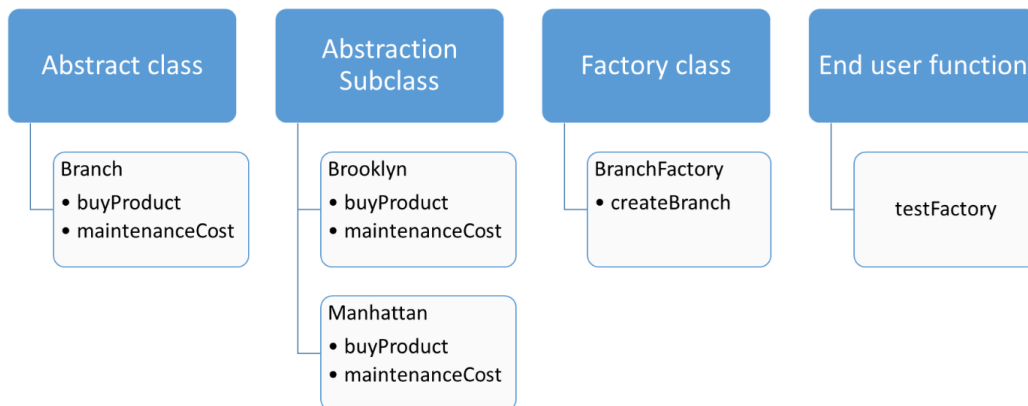 Abstract class
Abstraction
Subclass
Factory class
End user function
Branch
• buyProduct
• maintenanceCost
Brooklyn
• buyProduct
• maintenanceCost
Manhattan
• buyProduct
• maintenanceCost
BranchFactory
• createBranch
testFactory